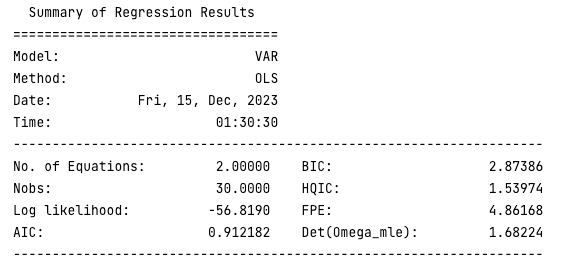 Summary of Regression Results
==================================
Model: VAR
Method: OLS
Date: Fri, 15, Dec, 2023
Time: 01:30:30
--------------------------------------------------------------------
No. of Equations: 2.00000 BIC: 2.87386
Nobs: 30.0000 HQIC: 1.53974
Log likelihood: -56.8190 FPE: 4.86168
AIC: 0.912182 Det(Omega_mle): 1.68224
--------------------------------------------------------------------